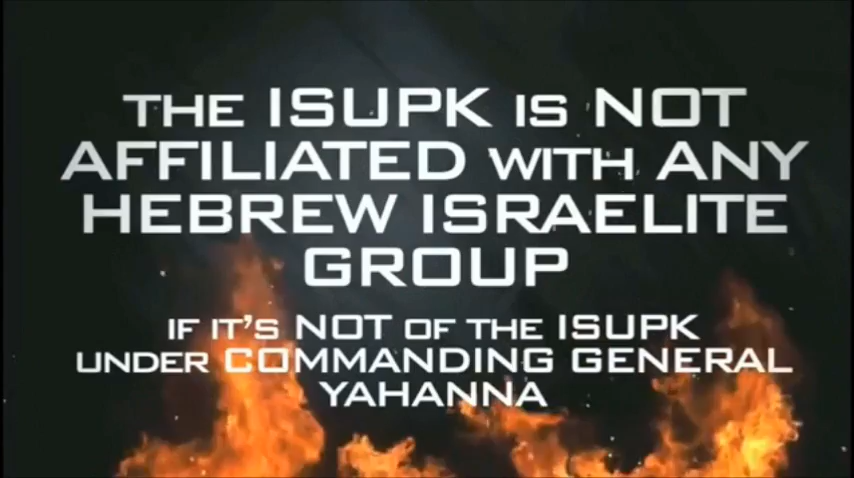 THE ISUPK IS NOT
AFFILIATED WITH ANY
HEBREW ISRAELITE
GROUP
IF IT'S NOT OF THE ISUPK
UNDER COMMANDING GENERAL
YAHANNA